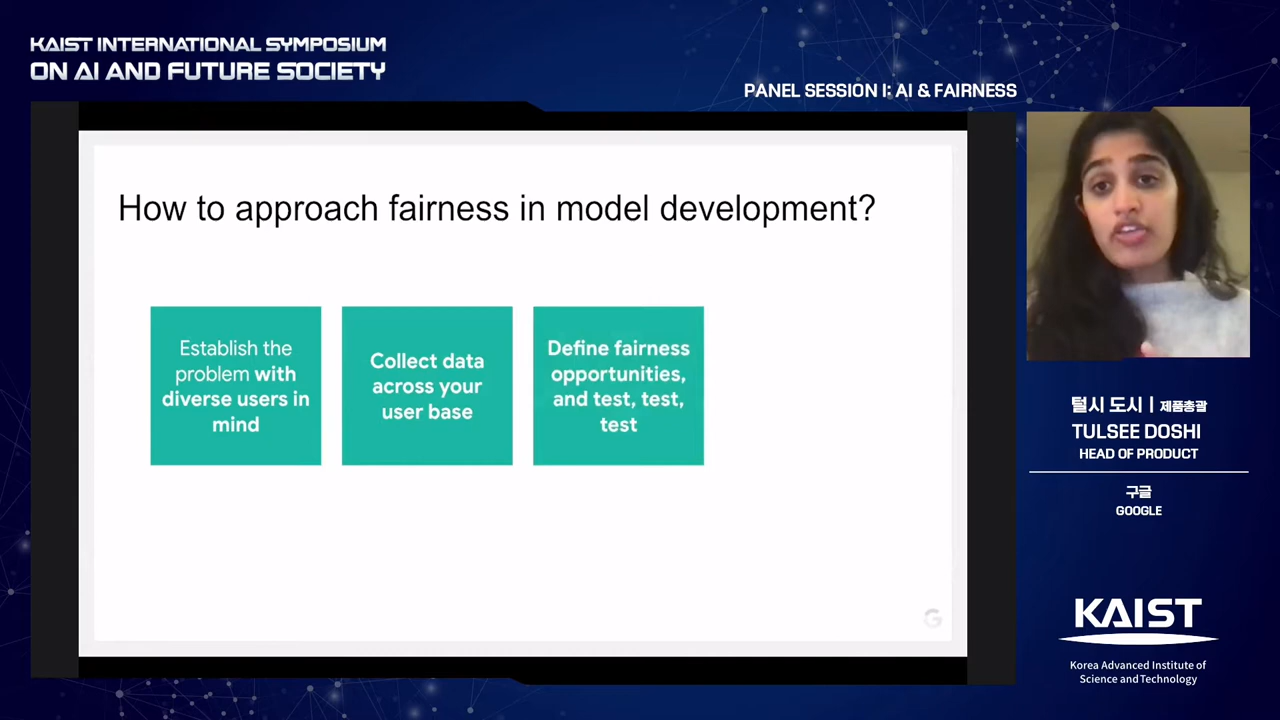 KAIST INTERNATIONAL SYMPOSIUM
ON AI AND FUTURE SOCIETY
PANEL SESSION I: AI & FAIRNESS
How to approach fairness in model development?
Establish the
problem with
diverse users in
mind
Collect data
across your
user base
Define fairness
opportunities,
and test, test,
test
G
털시 도시 | 제품총괄
TULSEE DOSHI
HEAD OF PRODUCT
구글
GOOGLE
KAIST
Korea Advanced Institute of
Science and Technology